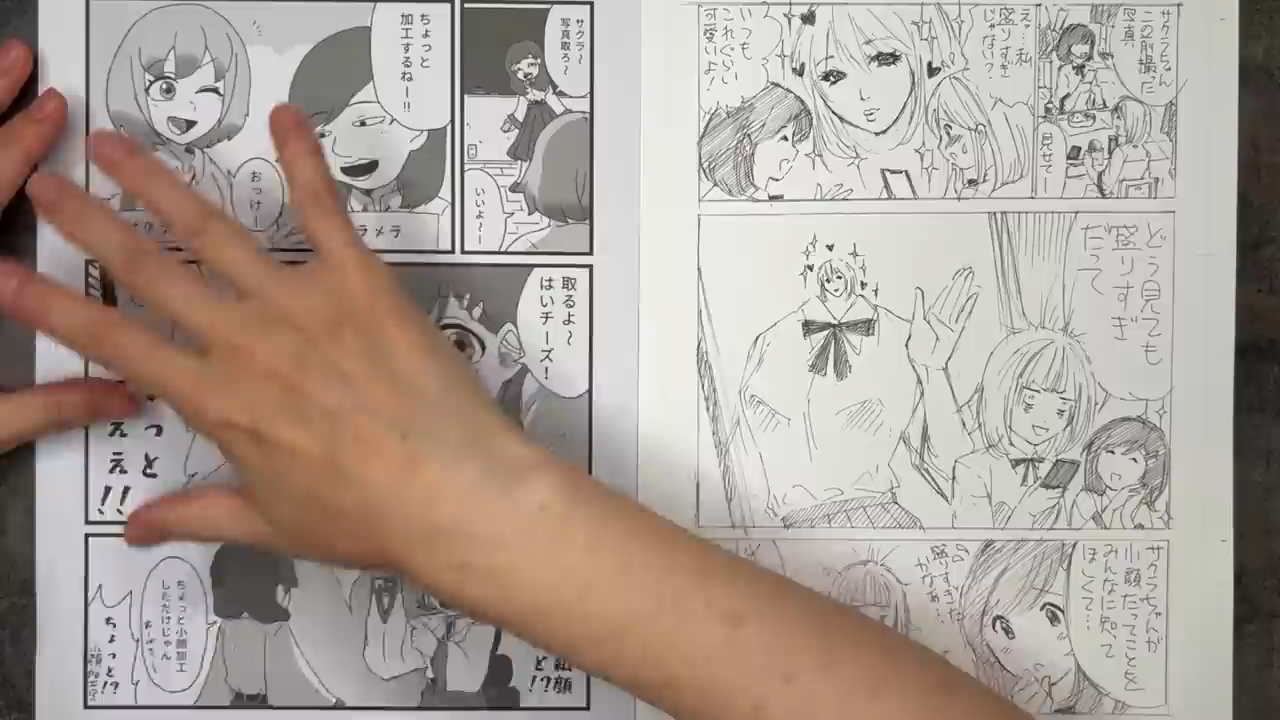 サクラ～
写真取ろ～
いいよ～～
ちょっと
加工するねー!!
おっけー
ラメラ
取るよ～
はいチーズ!
っと
ええ!!
ど!?
顔
ちょっと小顔加工
しただけじゃん
ちょっと!?
サクラちゃん
この前撮った
写真
見せてー
えっ…私
盛りすぎ
じゃない?
いつも
これぐらい
可愛いよ!
どう見ても
盛りすぎ
だって
サクラちゃんが
小顔だってことを
みんなに知って
ほしくて…
盛りすぎた
かなぁ…